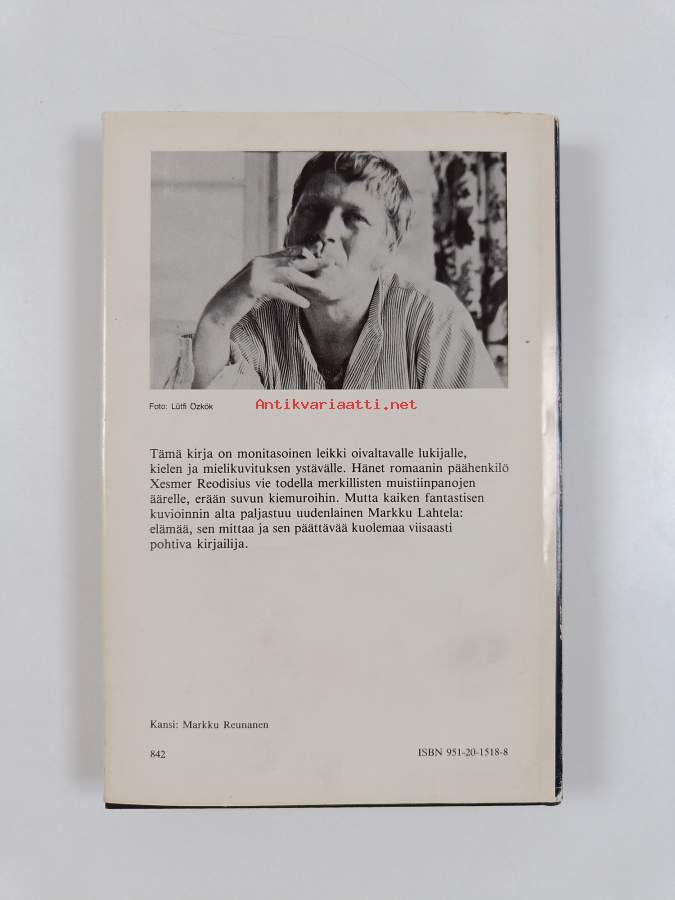 Foto: Lütfi Özkök
Antikvariaatti.net
Tämä kirja on monitasoinen leikki oivaltavalle lukijalle,
kielen ja mielikuvituksen ystävälle. Hänet romaanin päähenkilö
Xesmer Reodisius vie todella merkillisten muistiinpanojen
äärelle, erään suvun kiemuroihin. Mutta kaiken fantastisen
kuvioinnin alta paljastuu uudenlainen Markku Lahtela:
elämää, sen mittaa ja sen päättävää kuolemaa viisaasti
pohtiva kirjailija.
Kansi: Markku Reunanen
842
ISBN 951-20-1518-8